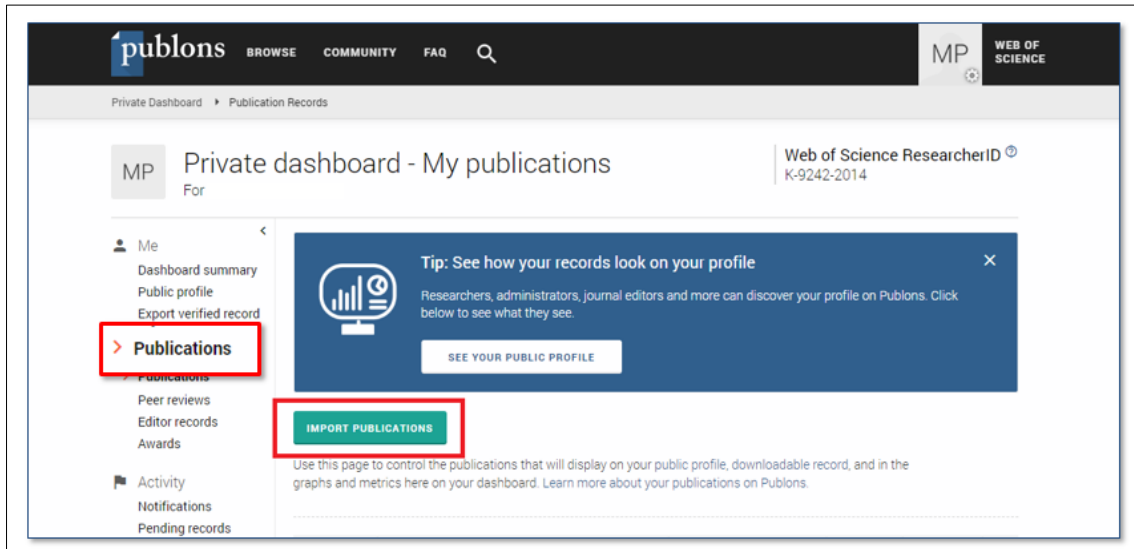 publons BROWSE COMMUNITY FAQ
MP WEB OF SCIENCE
Private Dashboard Publication Records
MP
Private dashboard - My publications
For
Web of Science ResearcherID
K-9242-2014
Me
Dashboard summary
Public profile
Export verified record
Publications
Publications
Peer reviews
Editor records
Awards
Activity
Notifications
Pending records
Tip: See how your records look on your profile
Researchers, administrators, journal editors and more can discover your profile on Publons. Click
below to see what they see.
SEE YOUR PUBLIC PROFILE
IMPORT PUBLICATIONS
Use this page to control the publications that will display on your public profile, downloadable record, and in the
graphs and metrics here on your dashboard. Learn more about your publications on Publons.